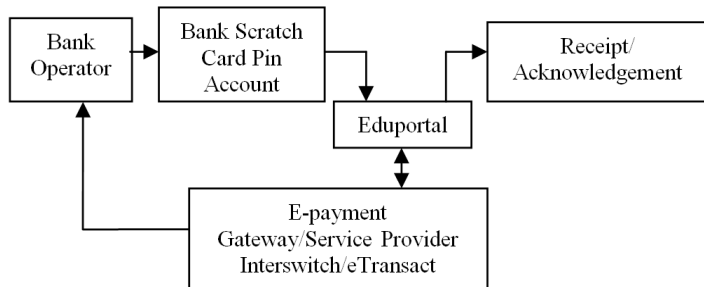 Bank
Operator
Bank Scratch
Card Pin
Account
Receipt/
Acknowledgement
Eduportal
E-payment
Gateway/Service Provider
Interswitch/eTransact